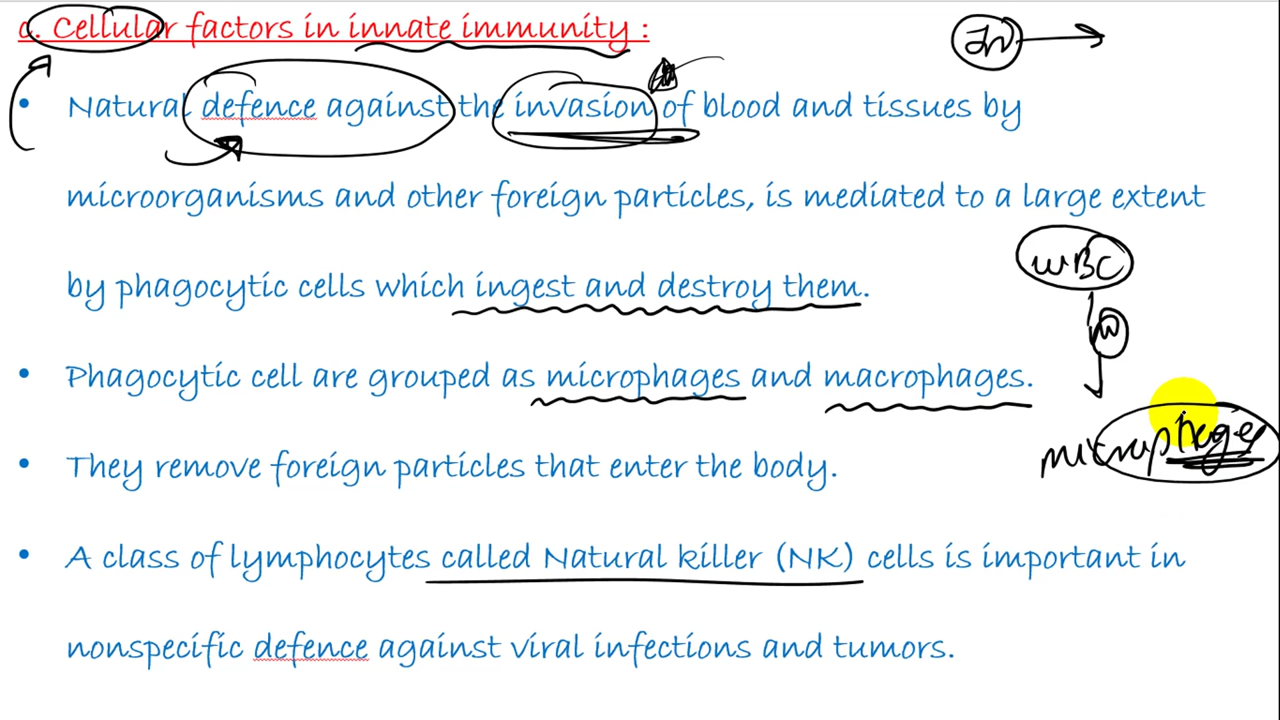 c. Cellular factors in innate immunity :
• Natural defence against the invasion of blood and tissues by
microorganisms and other foreign particles, is mediated to a large extent
by phagocytic cells which ingest and destroy them.
• Phagocytic cell are grouped as microphages and macrophages.
• They remove foreign particles that enter the body.
• A class of lymphocytes called Natural killer (NK) cells is important in
nonspecific defence against viral infections and tumors.
WBC
microphages